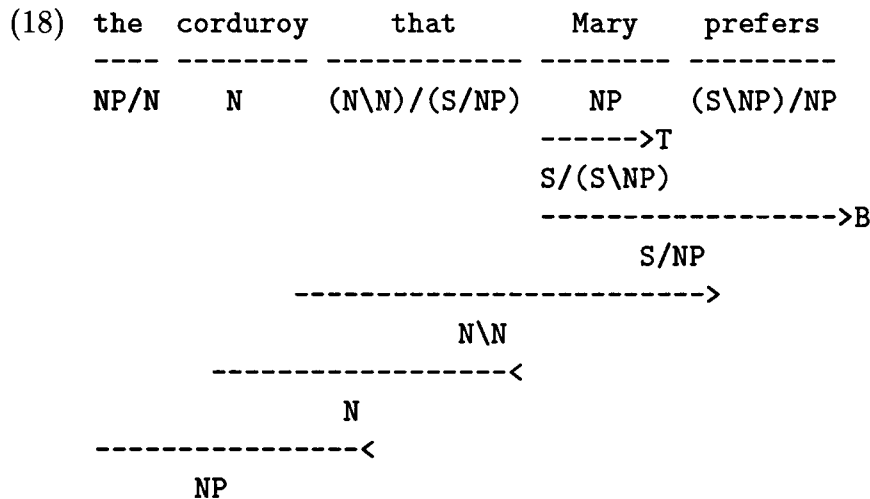 (18) the corduroy that Mary prefers
---- -------- ------------ -------- ---------
NP/N N (N\N)/(S/NP) NP (S\NP)/NP
------>T
S/(S\NP)
------------------>B
S/NP
------------------------->
N\N
------------------<
N
----------------<
NP